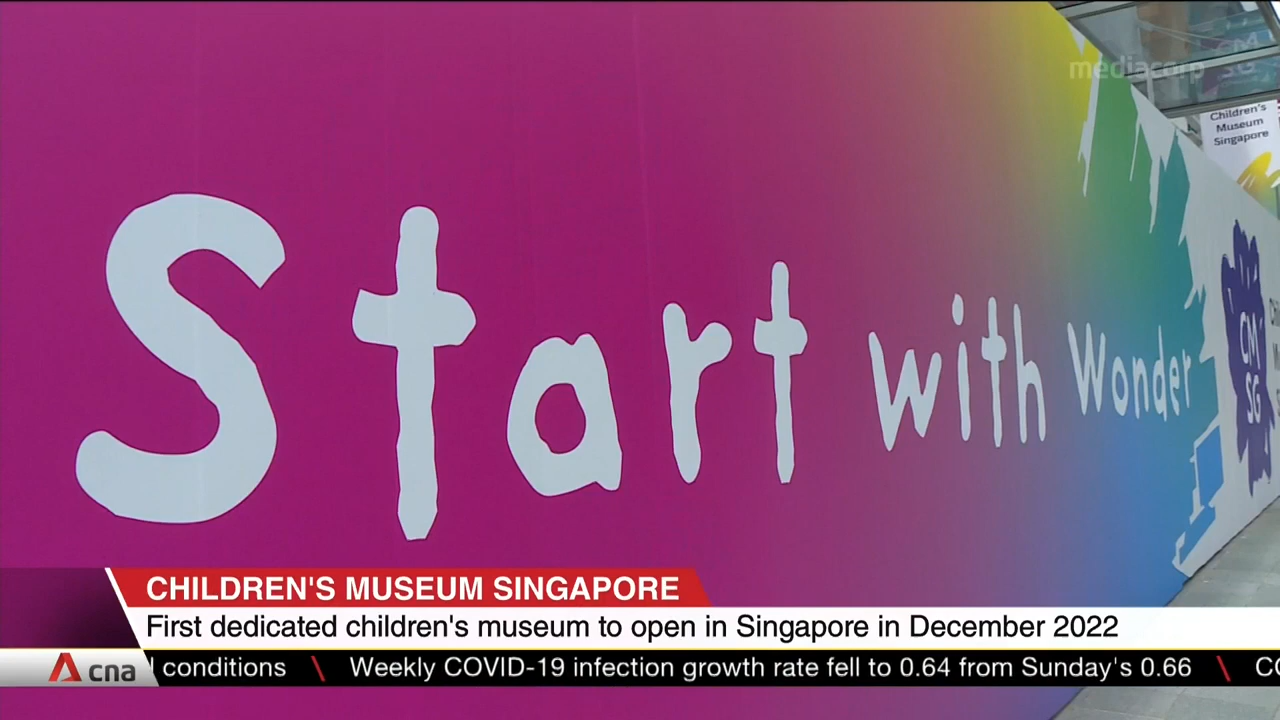 mediacorp
CM
SG
Children's
Museum
Singapore
Start with Wonder
CM
SG
CHILDREN'S MUSEUM SINGAPORE
First dedicated children's museum to open in Singapore in December 2022
cna
conditions \ Weekly COVID-19 infection growth rate fell to 0.64 from Sunday's 0.66 \